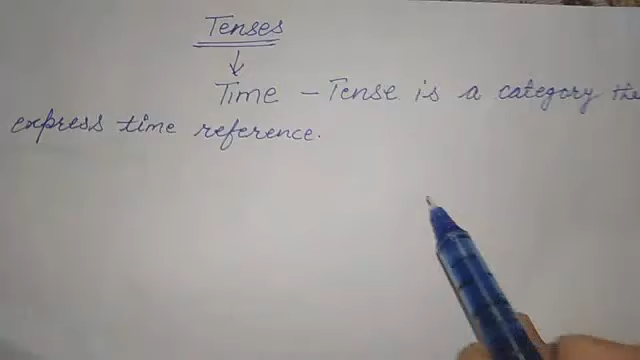 Tenses
Time - Tense is a category
express time reference.